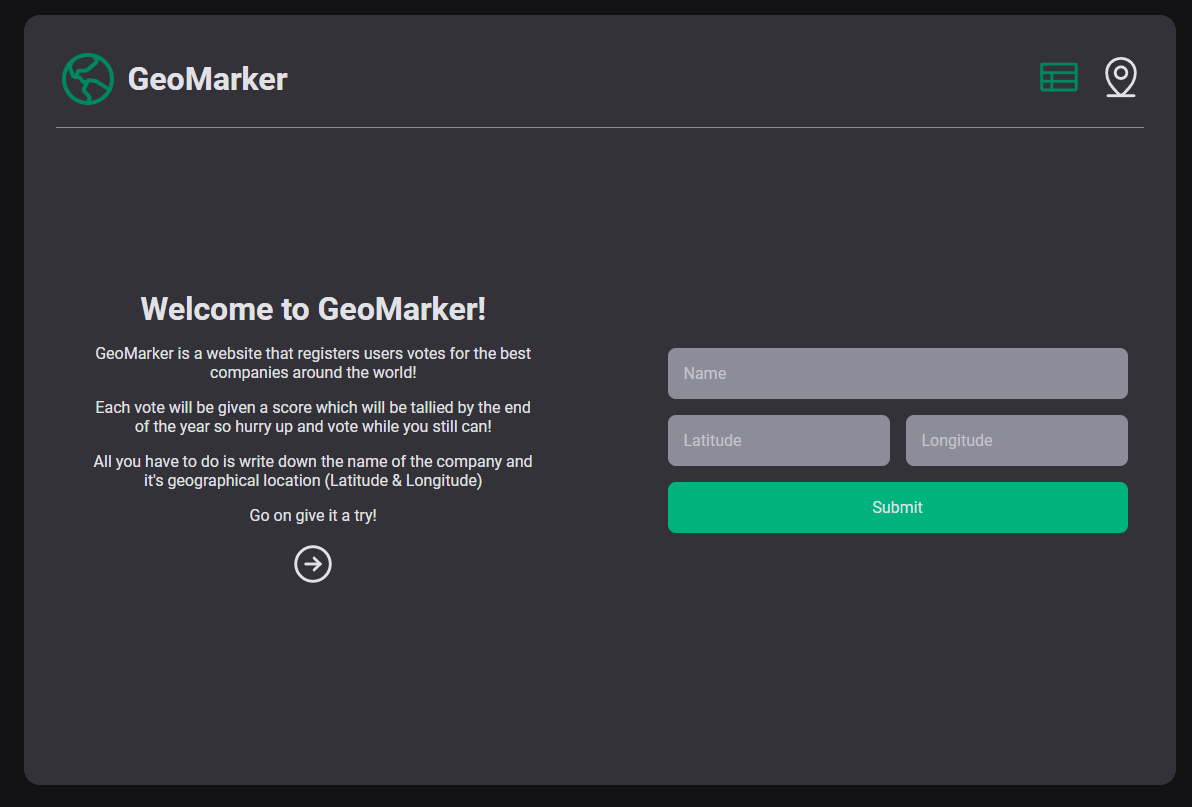 GeoMarker
Welcome to GeoMarker!
GeoMarker is a website that registers users votes for the best
companies around the world!
Each vote will be given a score which will be tallied by the end
of the year so hurry up and vote while you still can!
All you have to do is write down the name of the company and
it's geographical location (Latitude & Longitude)
Go on give it a try!
Name
Latitude Longitude
Submit